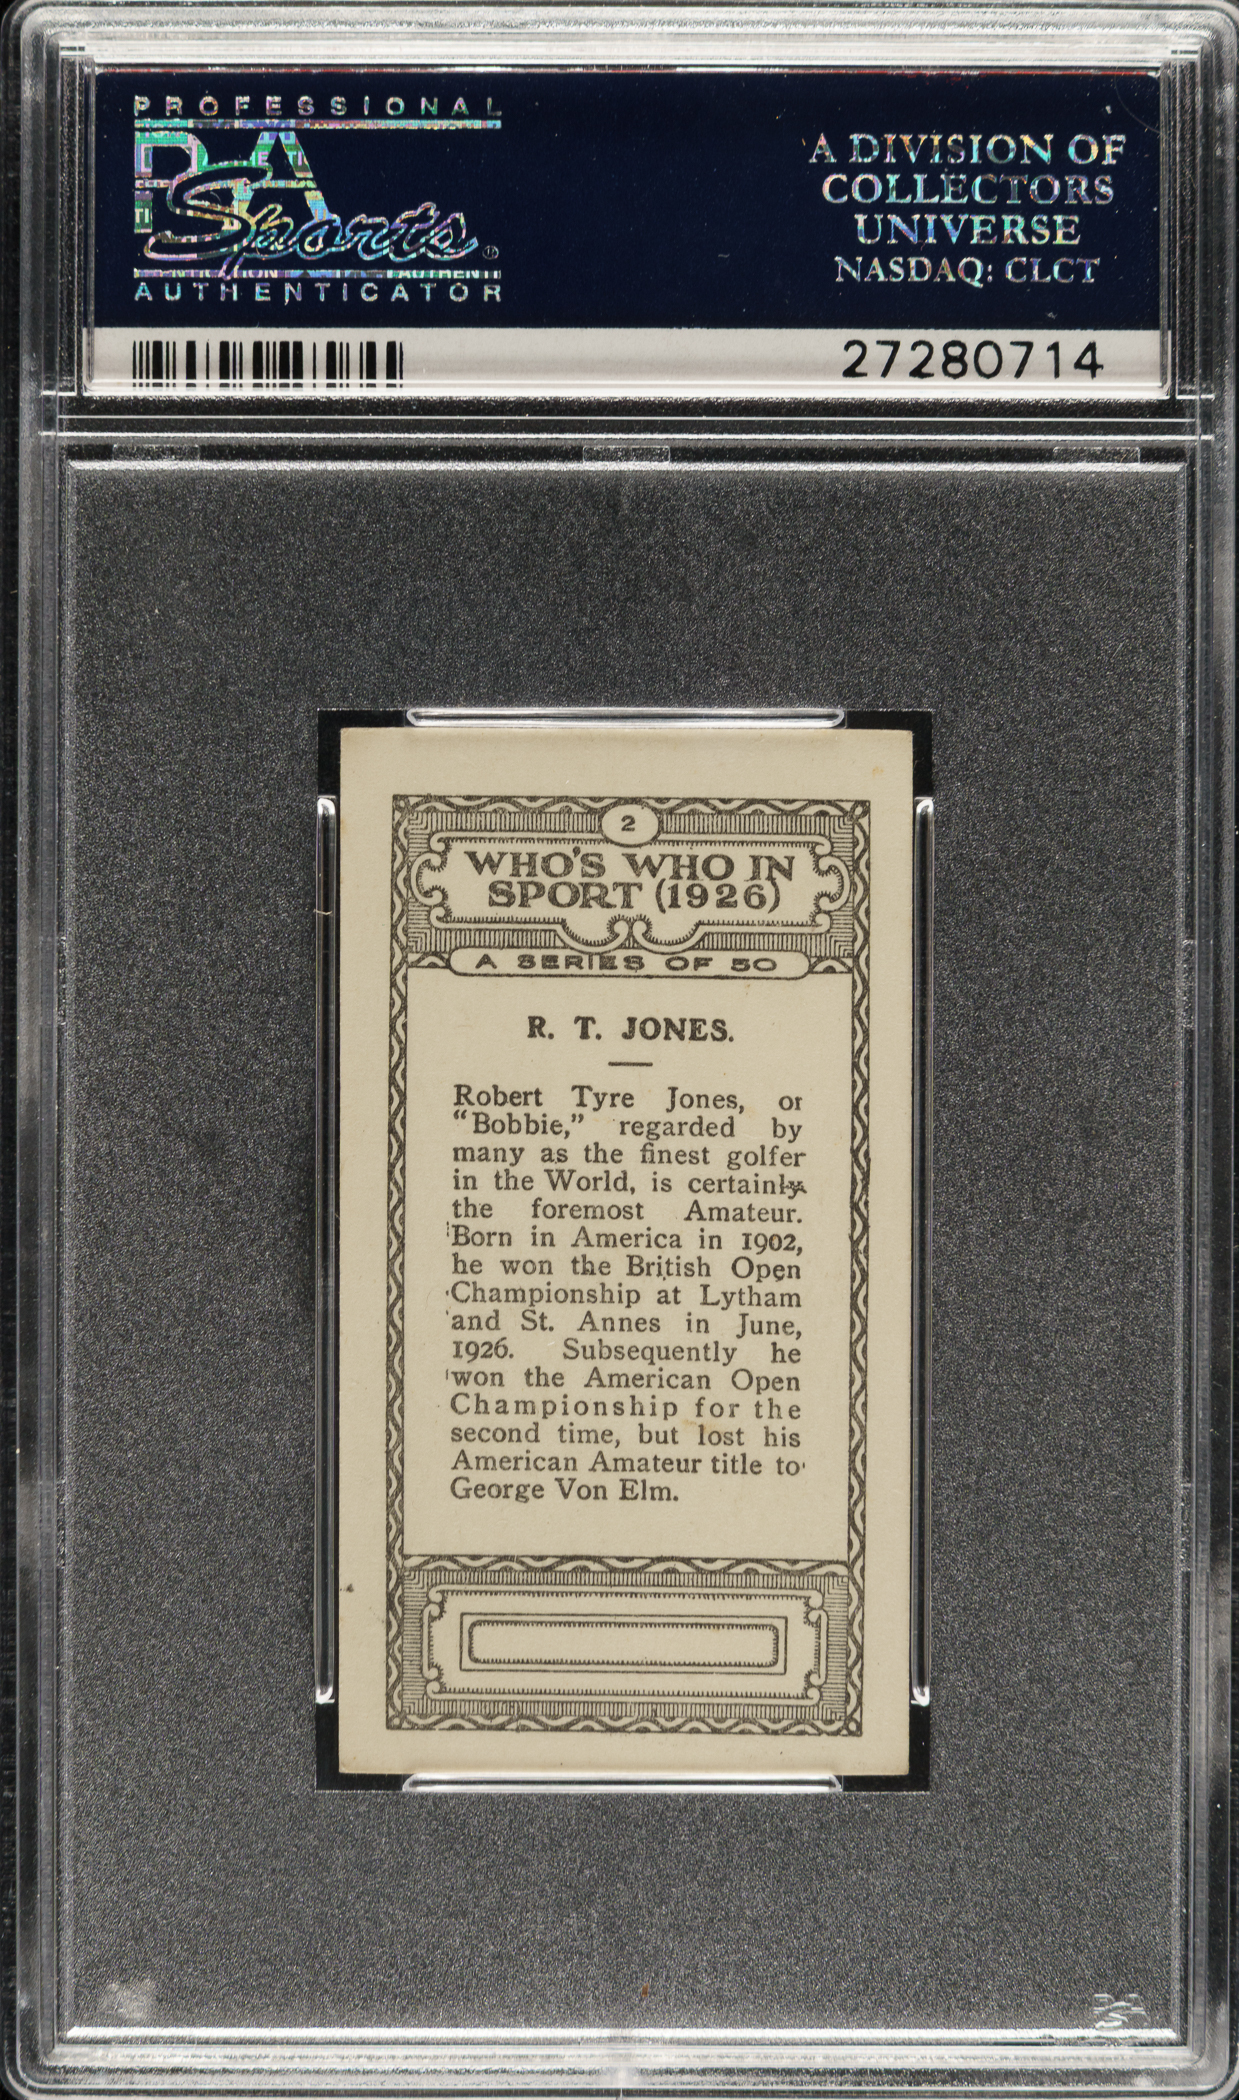 PROFESSIONAL
PSA
Sports
AUTHENTICATOR
A DIVISION OF
COLLECTORS
UNIVERSE
NASDAQ: CLCT
27280714
2
WHO'S WHO IN
SPORT (1926)
A SERIES OF 50
R. T. JONES.
Robert Tyre Jones, or
“Bobbie,” regarded by
many as the finest golfer
in the World, is certainly
the foremost Amateur.
Born in America in 1902,
he won the British Open
Championship at Lytham
and St. Annes in June,
1926. Subsequently he
won the American Open
Championship for the
second time, but lost his
American Amateur title to
George Von Elm.